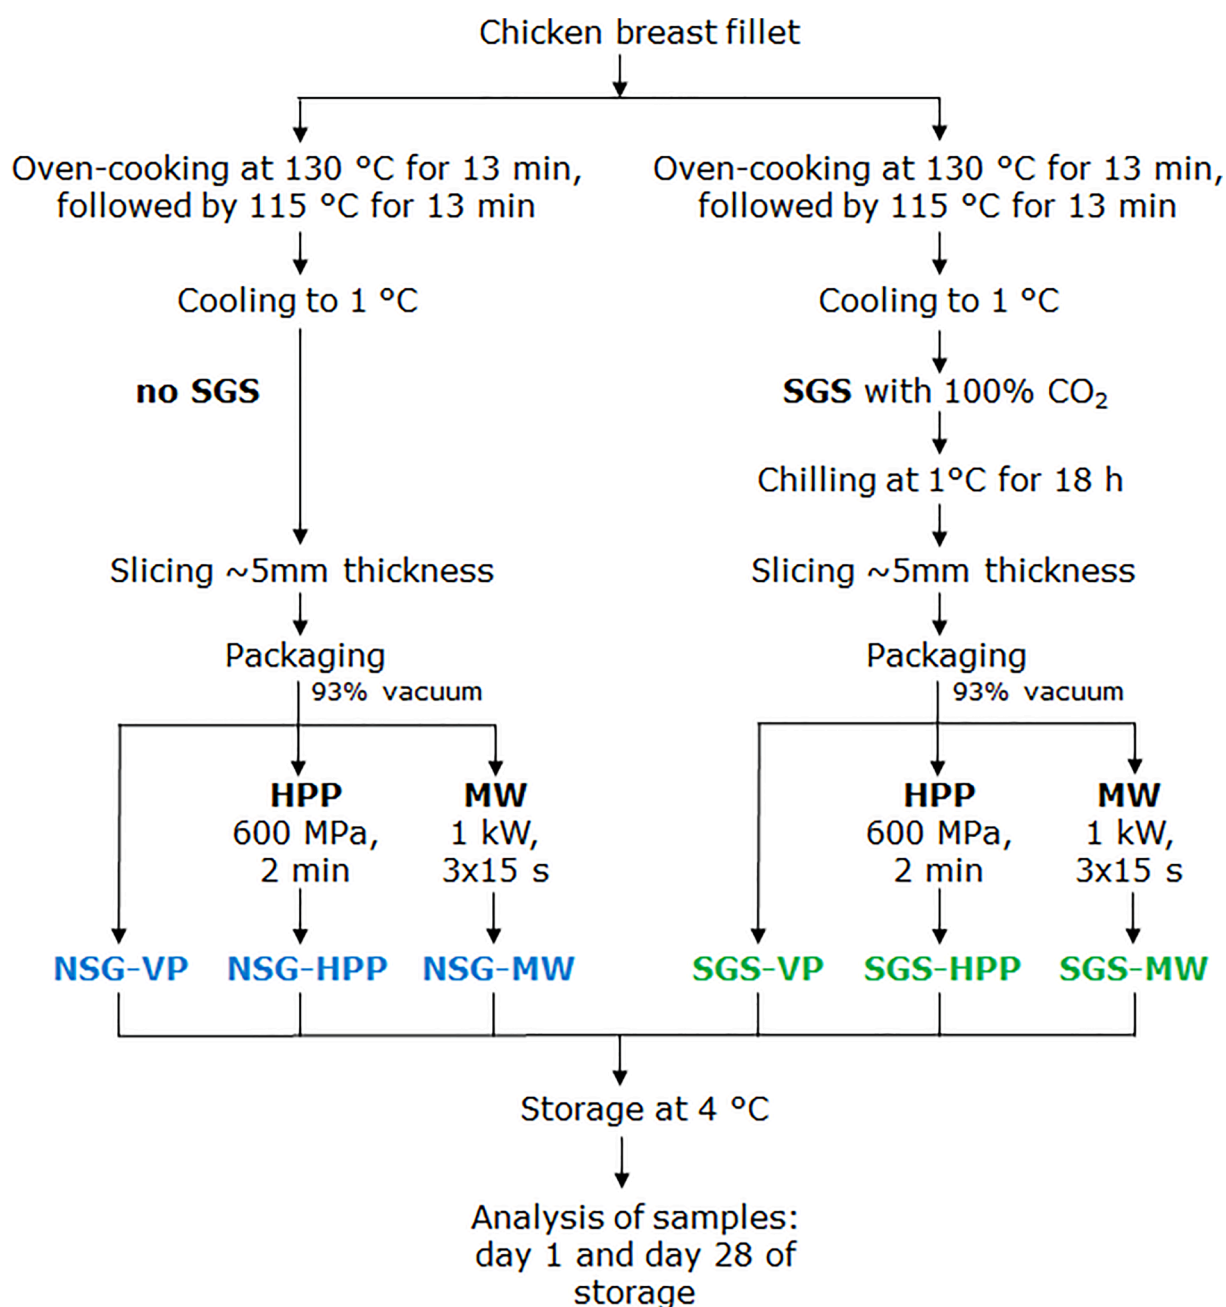 Chicken breast fillet
Oven-cooking at 130 °C for 13 min,
followed by 115 °C for 13 min
Oven-cooking at 130 °C for 13 min,
followed by 115 °C for 13 min
Cooling to 1 °C
Cooling to 1 °C
no SGS
SGS with 100% CO₂
Chilling at 1°C for 18 h
Slicing ~5mm thickness
Slicing ~5mm thickness
Packaging
93% vacuum
Packaging
93% vacuum
HPP
600 MPa,
2 min
MW
1 kW,
3x15 s
HPP
600 MPa,
2 min
MW
1 kW,
3x15 s
NSG-VP
NSG-HPP
NSG-MW
SGS-VP
SGS-HPP
SGS-MW
Storage at 4 °C
Analysis of samples:
day 1 and day 28 of
storage